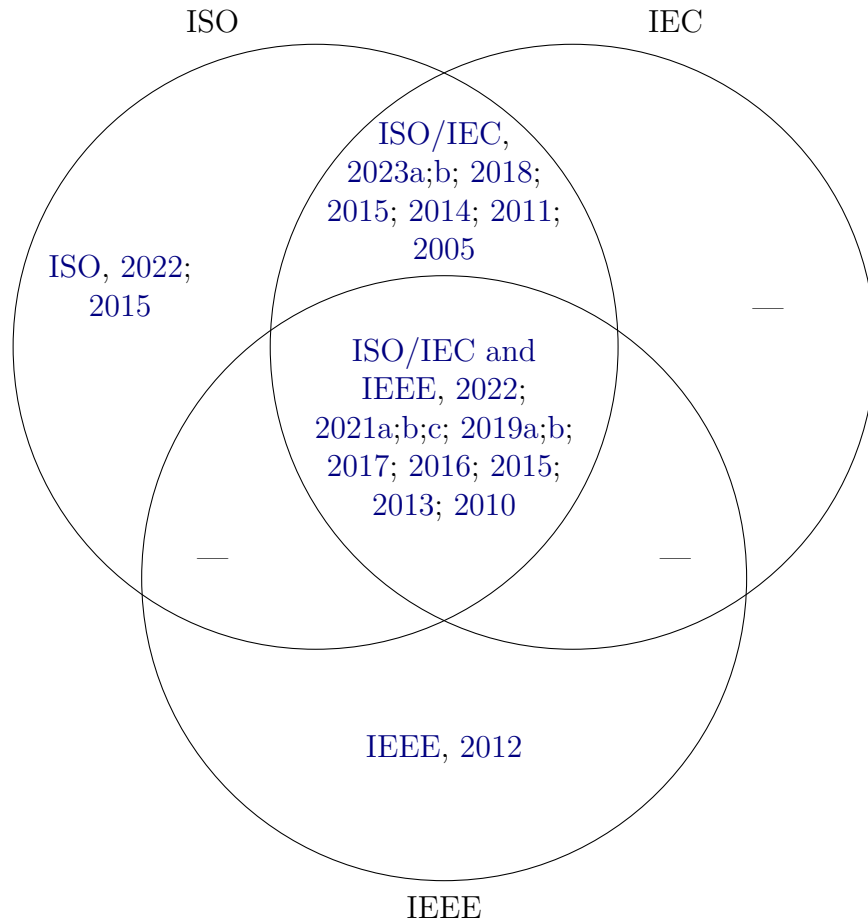 ISO
IEC
ISO/IEC,
2023a;b; 2018;
2015; 2014; 2011;
2005
ISO, 2022;
2015
—
ISO/IEC and
IEEE, 2022;
2021a;b;c; 2019a;b;
2017; 2016; 2015;
2013; 2010
—
—
IEEE, 2012
IEEE